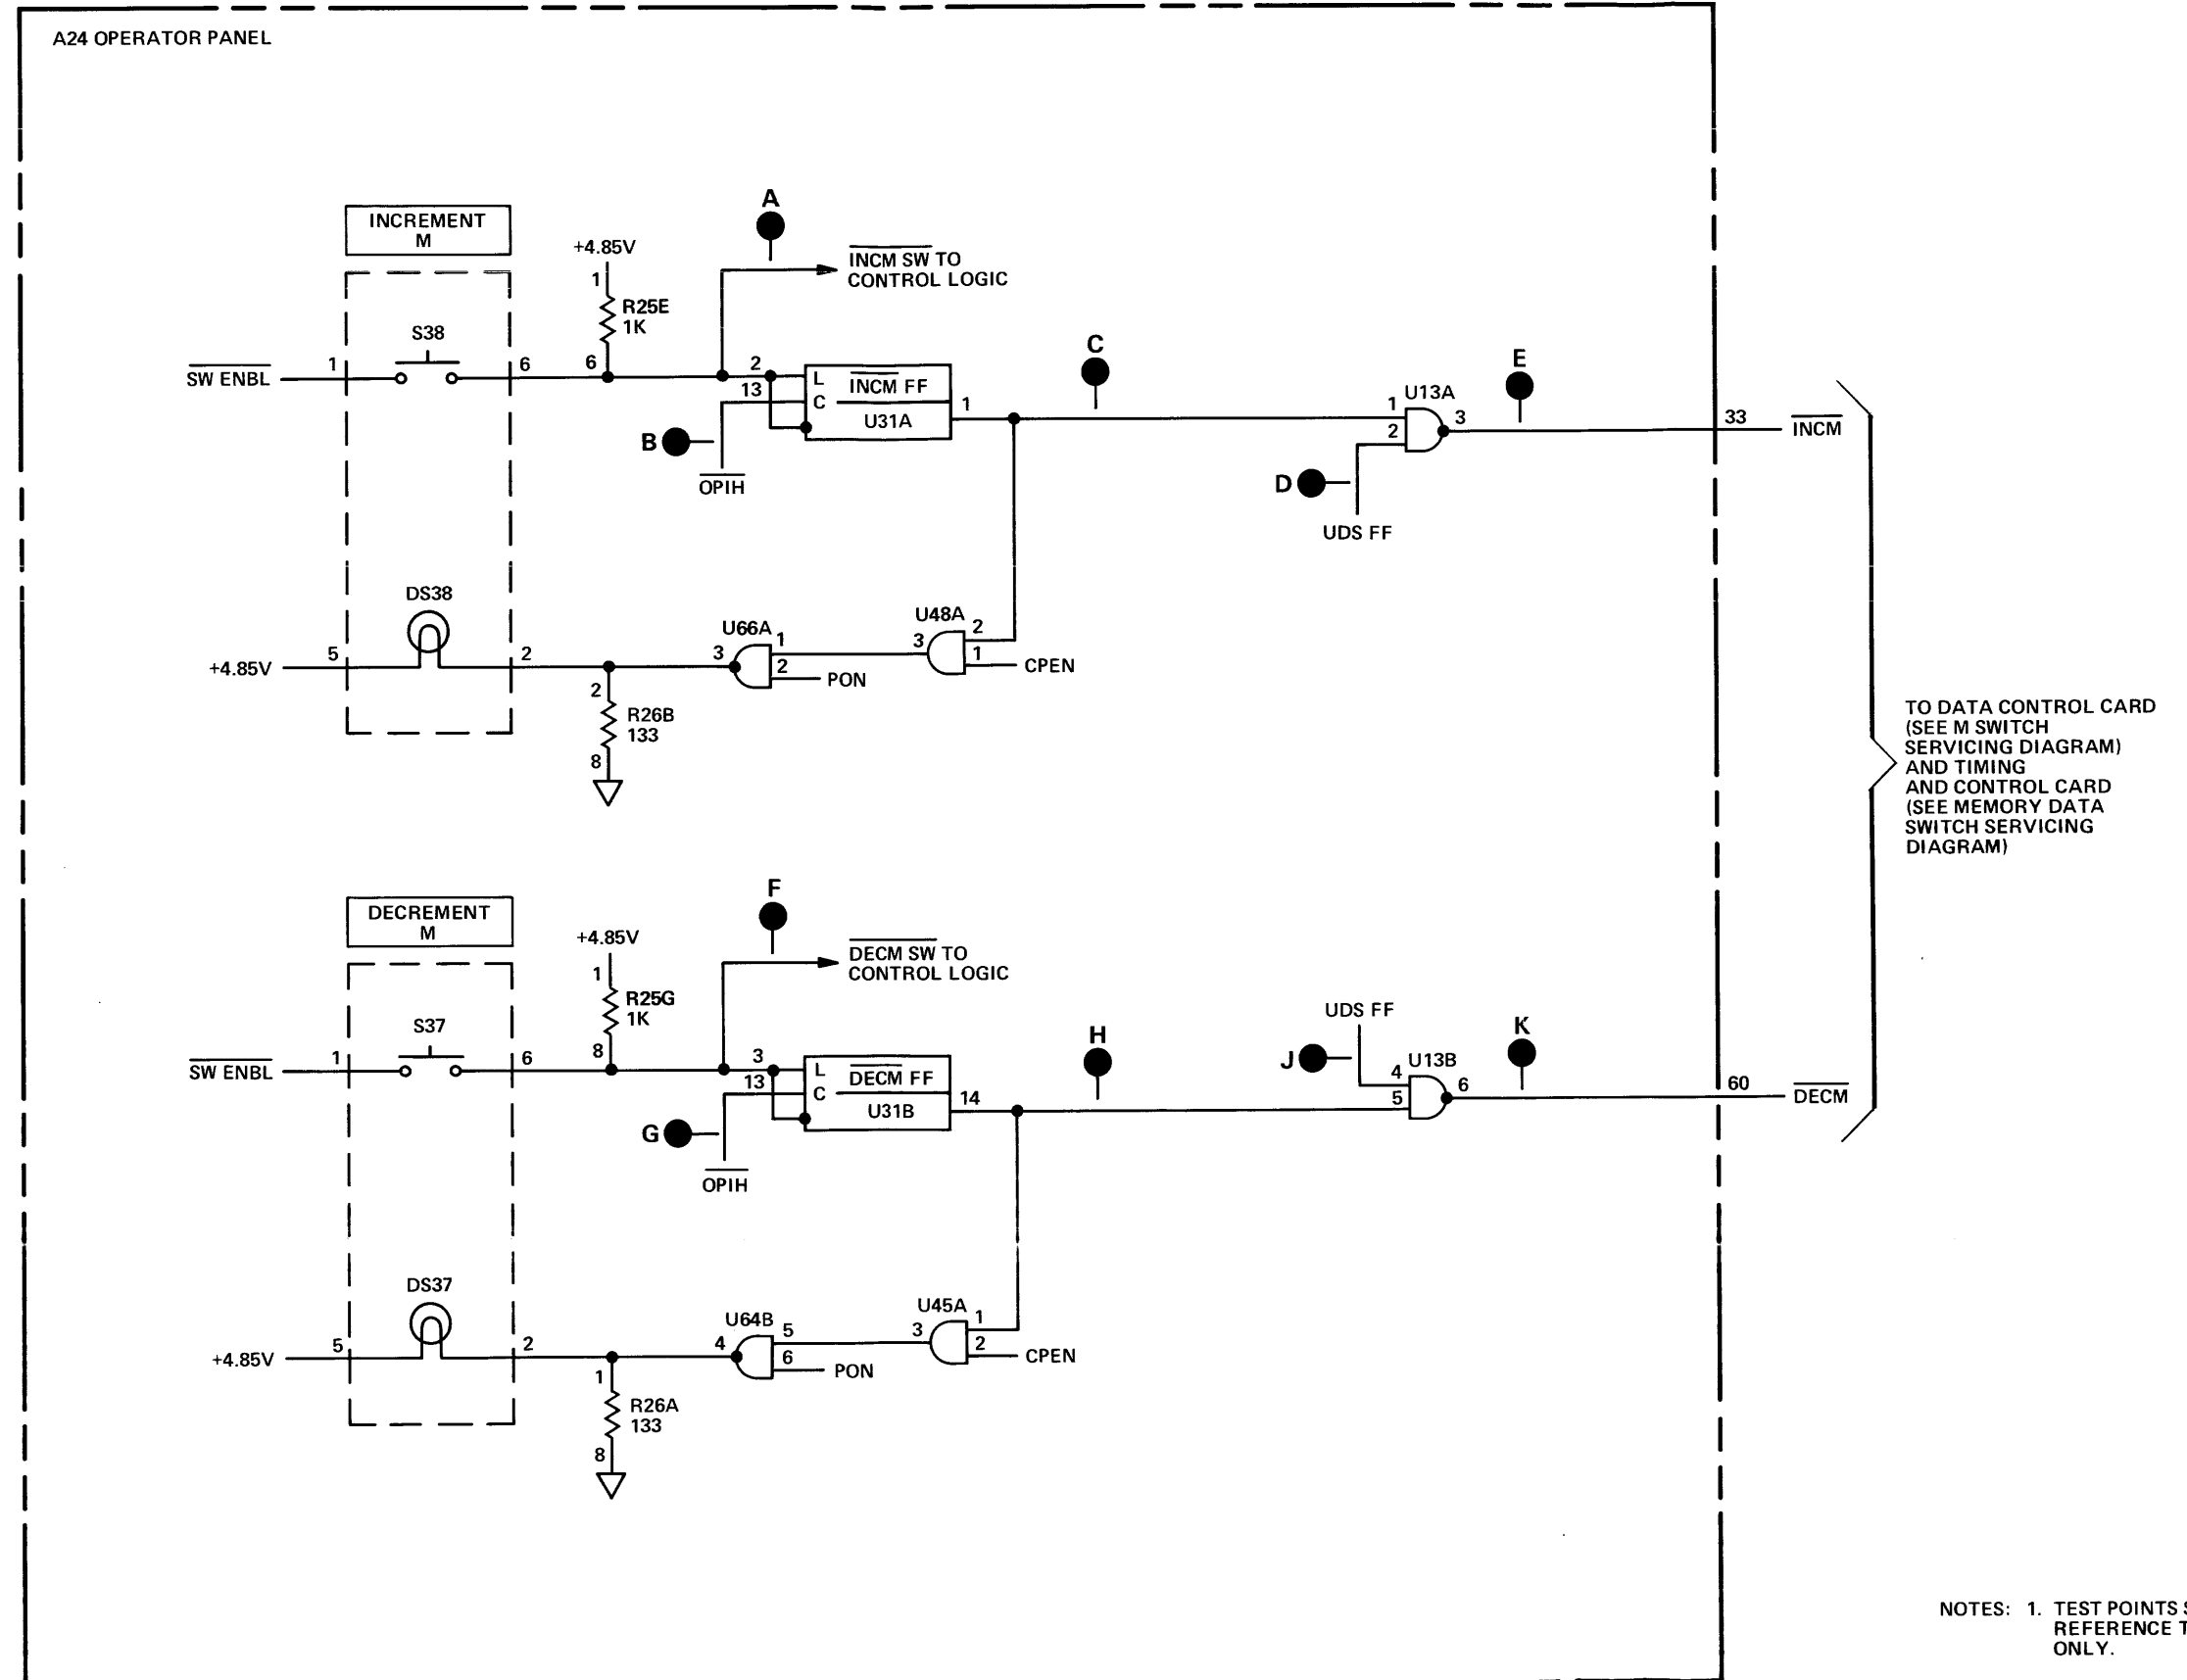 A24 OPERATOR PANEL
INCREMENT
M
+4.85V
1
R25E
1K
A
INCM SW TO
CONTROL LOGIC
S38
SW ENBL
1
6
6
2
13
L
C
INCM FF
U31A
1
B
OPIH
C
D
UDS FF
1
2
U13A
3
E
33
INCM
DS38
+4.85V
5
2
2
R26B
133
8
U66A
3
1
2
PON
U48A
3
2
1
CPEN
TO DATA CONTROL CARD
(SEE M SWITCH
SERVICING DIAGRAM)
AND TIMING
AND CONTROL CARD
(SEE MEMORY DATA
SWITCH SERVICING
DIAGRAM)
DECREMENT
M
+4.85V
1
R25G
1K
F
DECM SW TO
CONTROL LOGIC
S37
SW ENBL
1
6
8
3
13
L
C
DECM FF
U31B
14
G
OPIH
H
UDS FF
J
4
5
U13B
6
K
60
DECM
DS37
+4.85V
5
2
1
R26A
133
8
U64B
4
5
6
PON
U45A
3
1
2
CPEN
NOTES: 1. TEST POINTS
REFERENCE
ONLY.